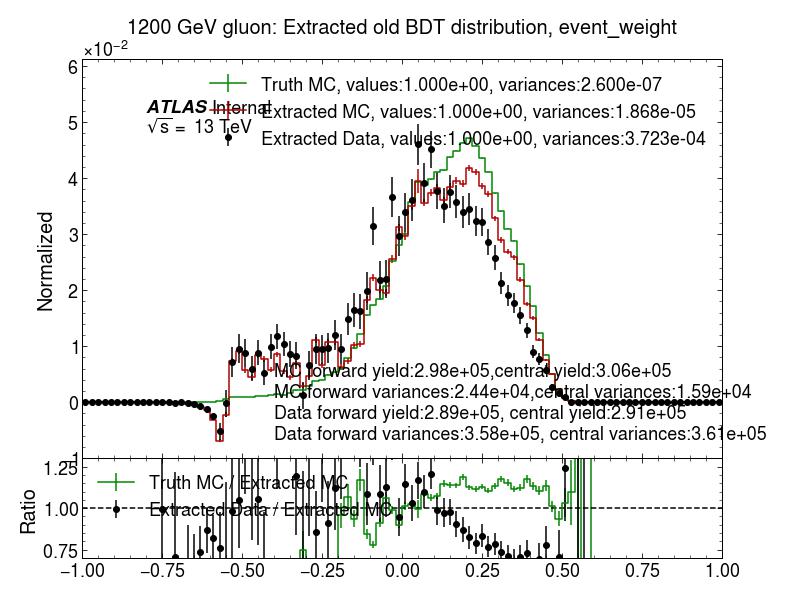 1200 GeV gluon: Extracted old BDT distribution, event_weight
×10⁻²
Truth MC, values:1.000e+00, variances:2.600e-07
ATLAS Internal
Extracted MC, values:1.000e+00, variances:1.868e-05
√s = 13 TeV
Extracted Data, values:1.000e+00, variances:3.723e-04
6
5
4
3
2
1
0
1
Normalized
MC forward yield:2.98e+05,central yield:3.06e+05
MC forward variances:2.44e+04,central variances:1.59e+04
Data forward yield:2.89e+05, central yield:2.91e+05
Data forward variances:3.58e+05, central variances:3.61e+05
1.25
1.00
0.75
Ratio
Truth MC / Extracted MC
Extracted Data / Extracted MC
−1.00 −0.75 −0.50 −0.25 0.00 0.25 0.50 0.75 1.00